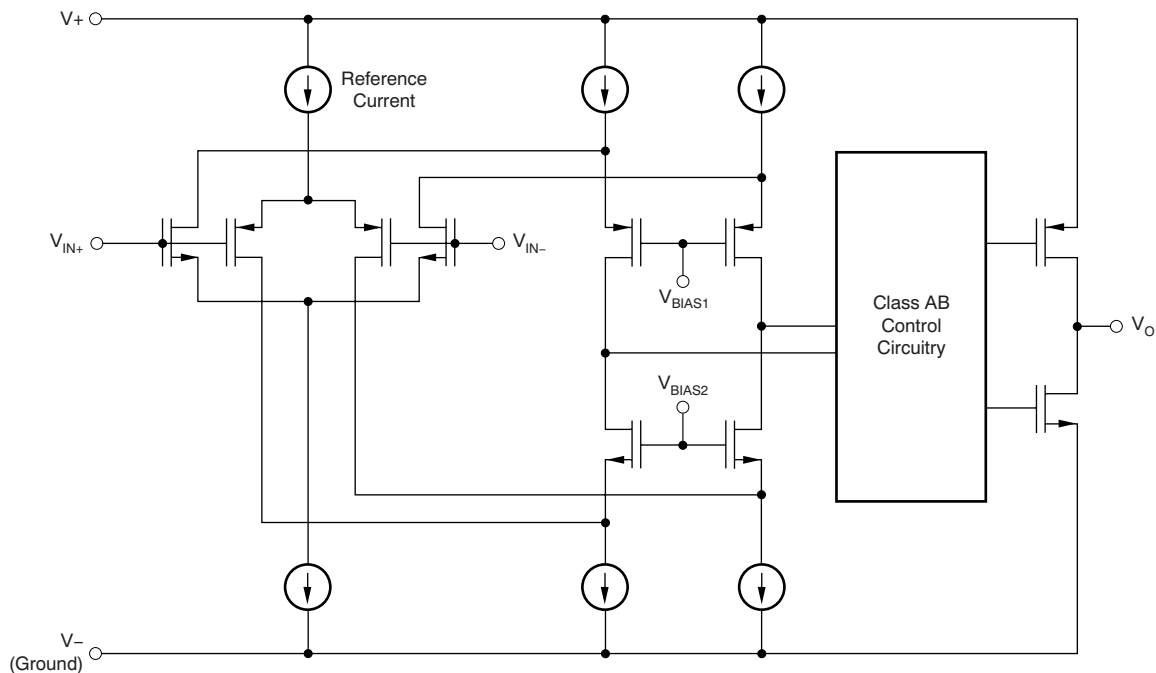 V+
Reference
Current
VIN+
VIN–
VBIAS1
VBIAS2
Class AB
Control
Circuitry
VO
V–
(Ground)